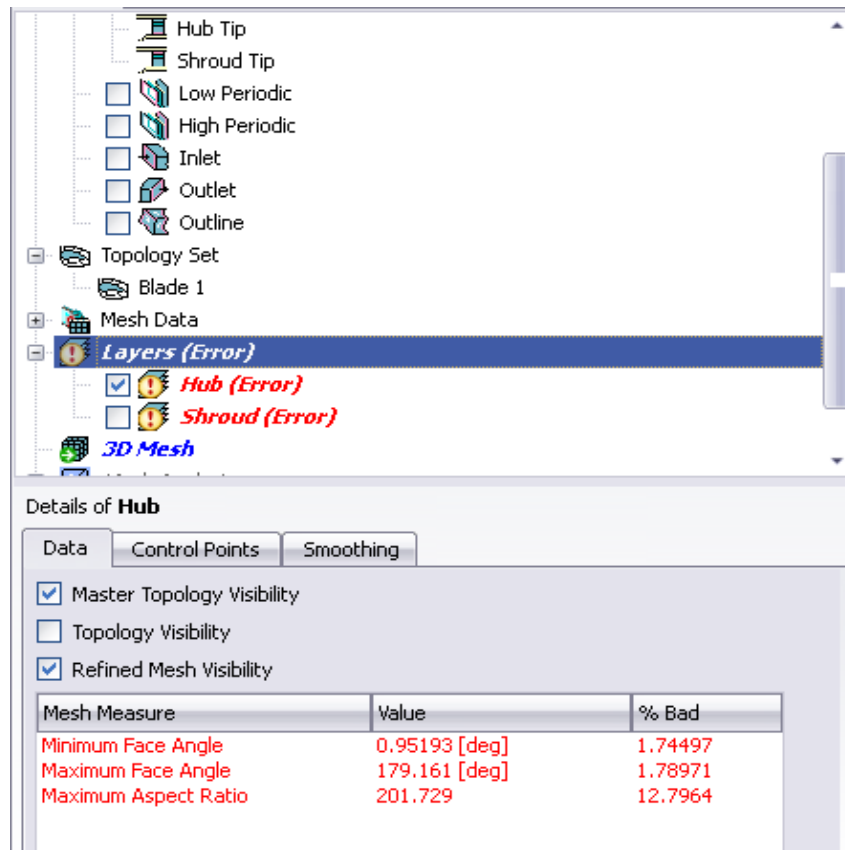 Hub Tip
Shroud Tip
Low Periodic
High Periodic
Inlet
Outlet
Outline
Topology Set
Blade 1
Mesh Data
Layers (Error)
Hub (Error)
Shroud (Error)
3D Mesh
Details of Hub
Data Control Points Smoothing
Master Topology Visibility
Topology Visibility
Refined Mesh Visibility
Mesh Measure Value % Bad
Minimum Face Angle 0.95193 [deg] 1.74497
Maximum Face Angle 179.161 [deg] 1.78971
Maximum Aspect Ratio 201.729 12.7964